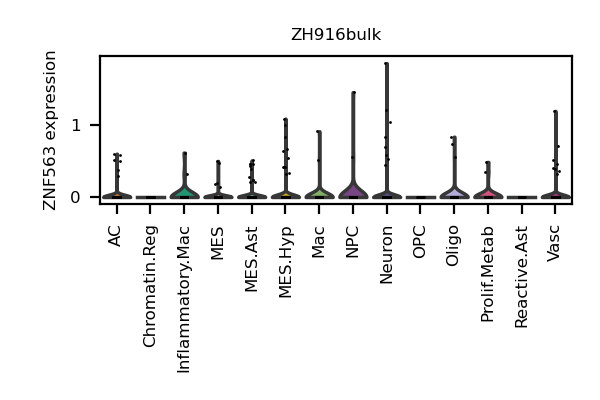 ZH916bulk
ZNF563 expression
1
0
AC
Chromatin.Reg
Inflammatory.Mac
MES
MES.Ast
MES.Hyp
Mac
NPC
Neuron
OPC
Oligo
Prolif.Metab
Reactive.Ast
Vasc